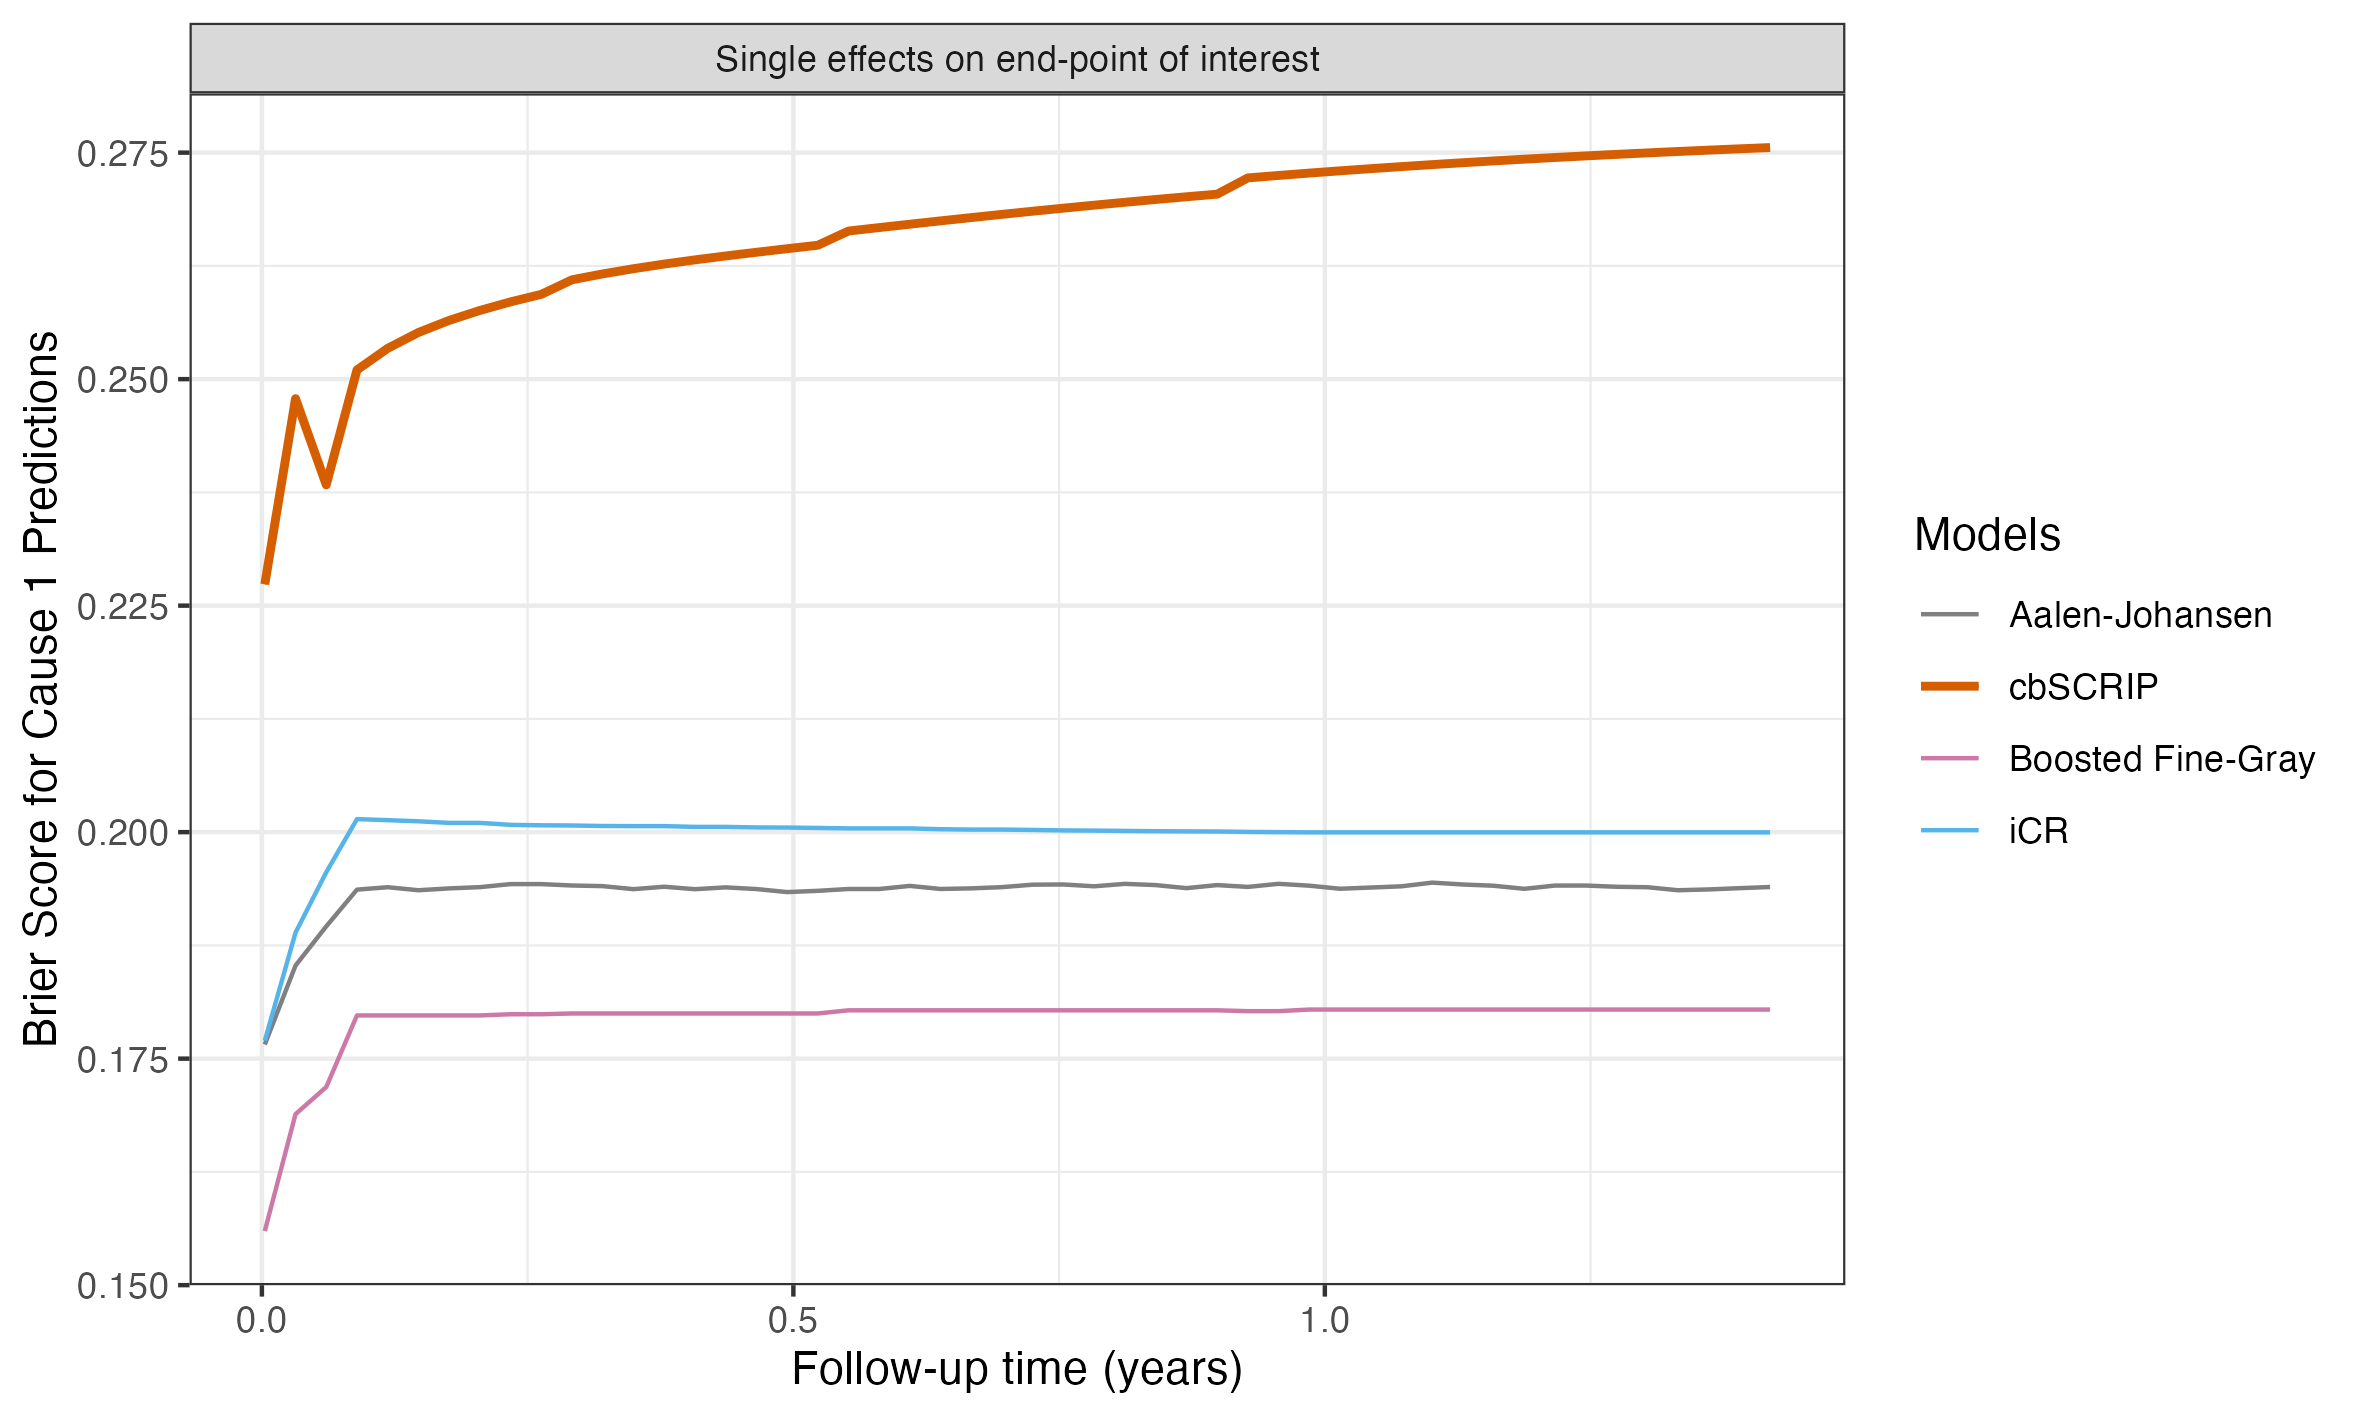 Single effects on end-point of interest
Brier Score for Cause 1 Predictions
0.275
0.250
0.225
0.200
0.175
0.150
0.0
0.5
1.0
Follow-up time (years)
Models
Aalen-Johansen
cbSCRIP
Boosted Fine-Gray
iCR